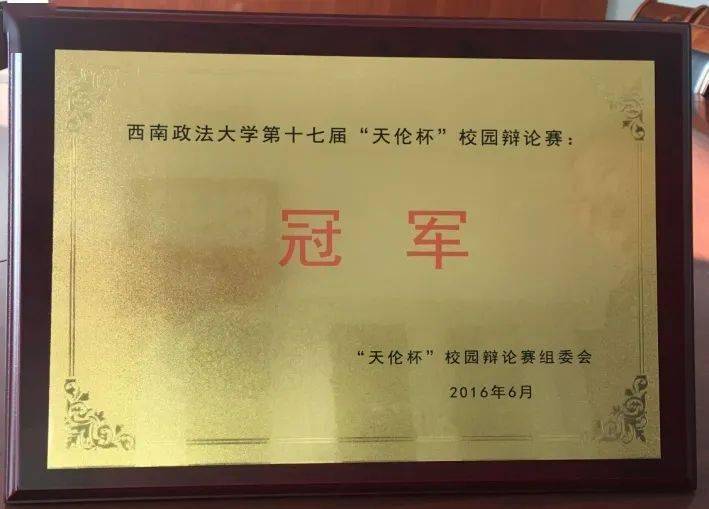 西南政法大学第十七届“天伦杯”校园辩论赛：
冠 军
“天伦杯”校园辩论赛组委会
2016年6月